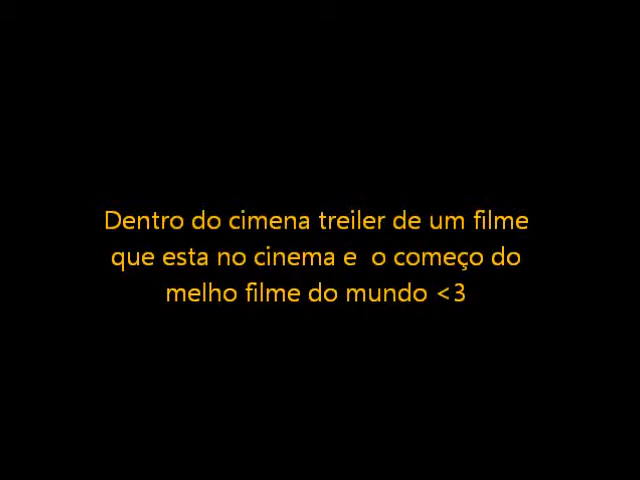 Dentro do cimena treiler de um filme
que esta no cinema e  o começo do
melho filme do mundo <3